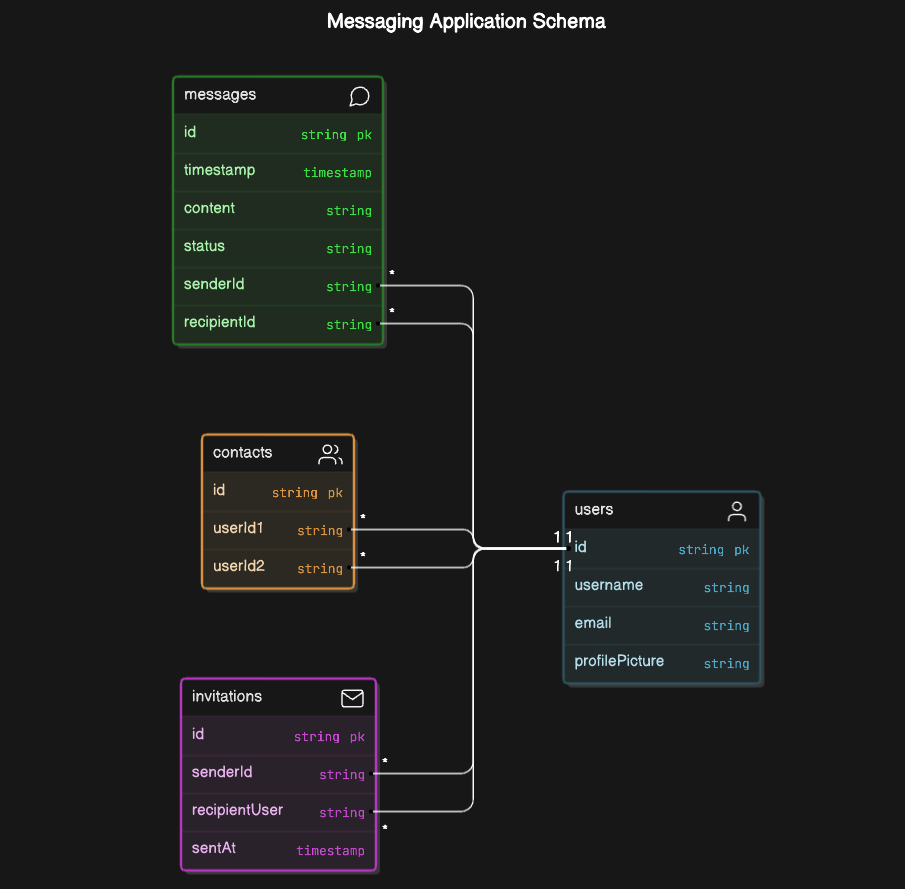 Messaging Application Schema
messages
id string pk
timestamp timestamp
content string
status string
senderId string *
recipientId string *
contacts
id string pk
userId1 string *
userId2 string *
users
1 1
id string pk
1 1
username string
email string
profilePicture string
invitations
id string pk
senderId string *
recipientUser string *
sentAt timestamp